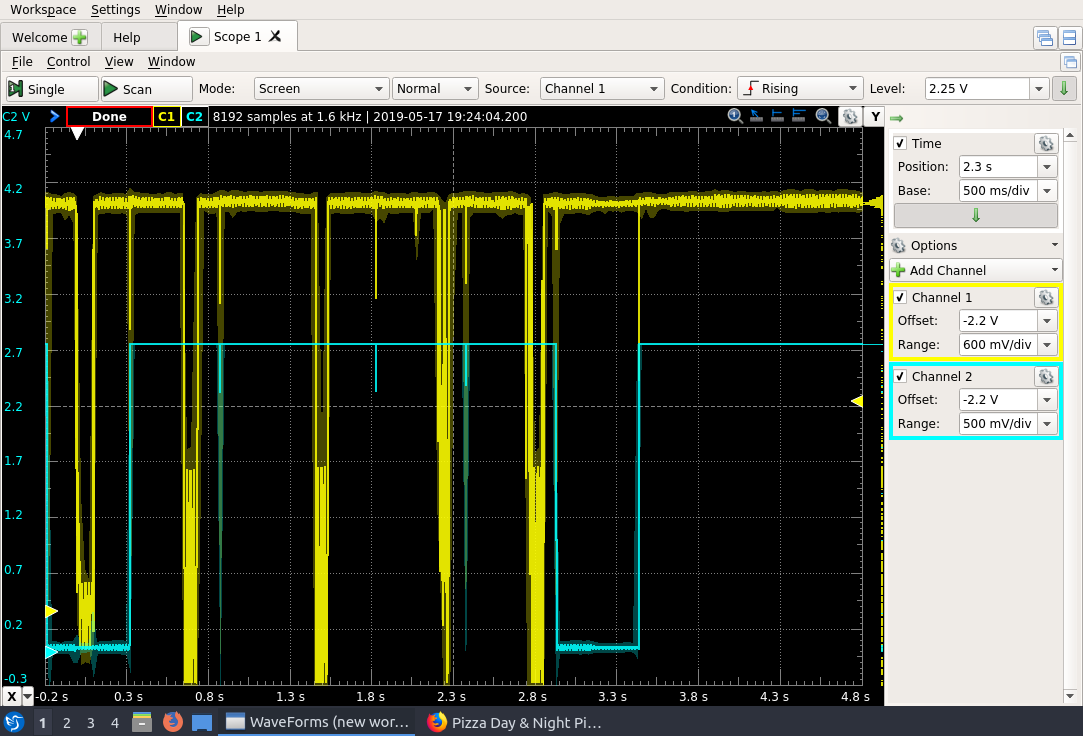 Workspace Settings Window Help
Welcome Help Scope 1
File Control View Window
Single Scan Mode: Screen Normal Source: Channel 1 Condition: Rising Level: 2.25 V
C2 V Done C1 C2 8192 samples at 1.6 kHz | 2019-05-17 19:24:04.200 Y
4.7
4.2
3.7
3.2
2.7
2.2
1.7
1.2
0.7
0.2
-0.3
X -0.2 s 0.3 s 0.8 s 1.3 s 1.8 s 2.3 s 2.8 s 3.3 s 3.8 s 4.3 s 4.8 s
Time
Position: 2.3 s
Base: 500 ms/div
Options
Add Channel
Channel 1
Offset: -2.2 V
Range: 600 mV/div
Channel 2
Offset: -2.2 V
Range: 500 mV/div
1 2 3 4 WaveForms (new wor... Pizza Day & Night Pi...